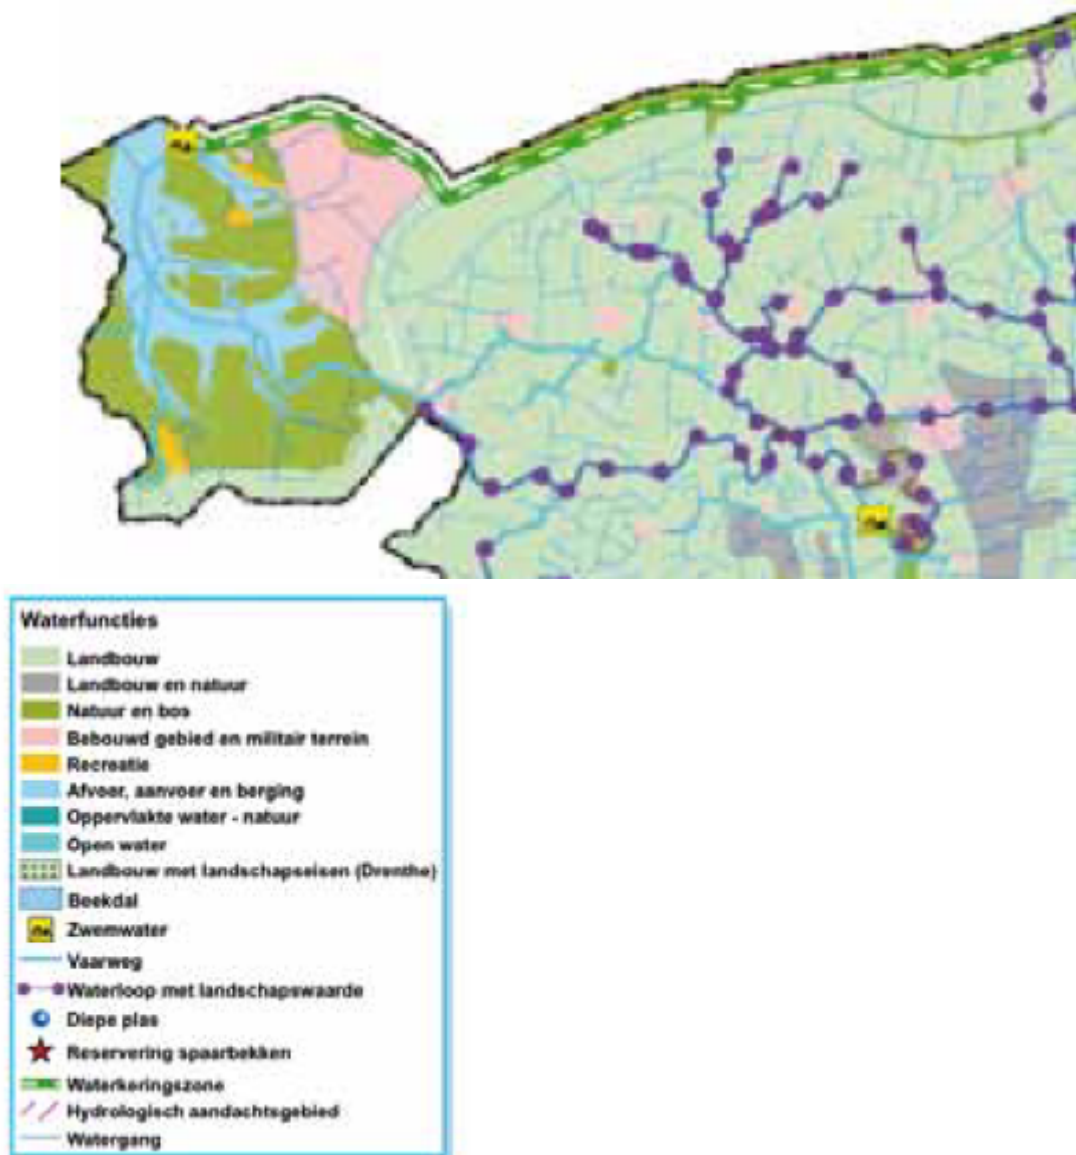 Waterfuncties
Landbouw
Landbouw en natuur
Natuur en bos
Bebouwd gebied en militair terrein
Recreatie
Afvoer, aanvoer en berging
Oppervlakte water - natuur
Open water
Landbouw met landschapseisen (Drenthe)
Beekdal
Zwemwater
Vaarweg
Waterloop met landschapswaarde
Diepe plas
Reservering spaarbekken
Waterkeringszone
Hydrologisch aandachtsgebied
Watergang